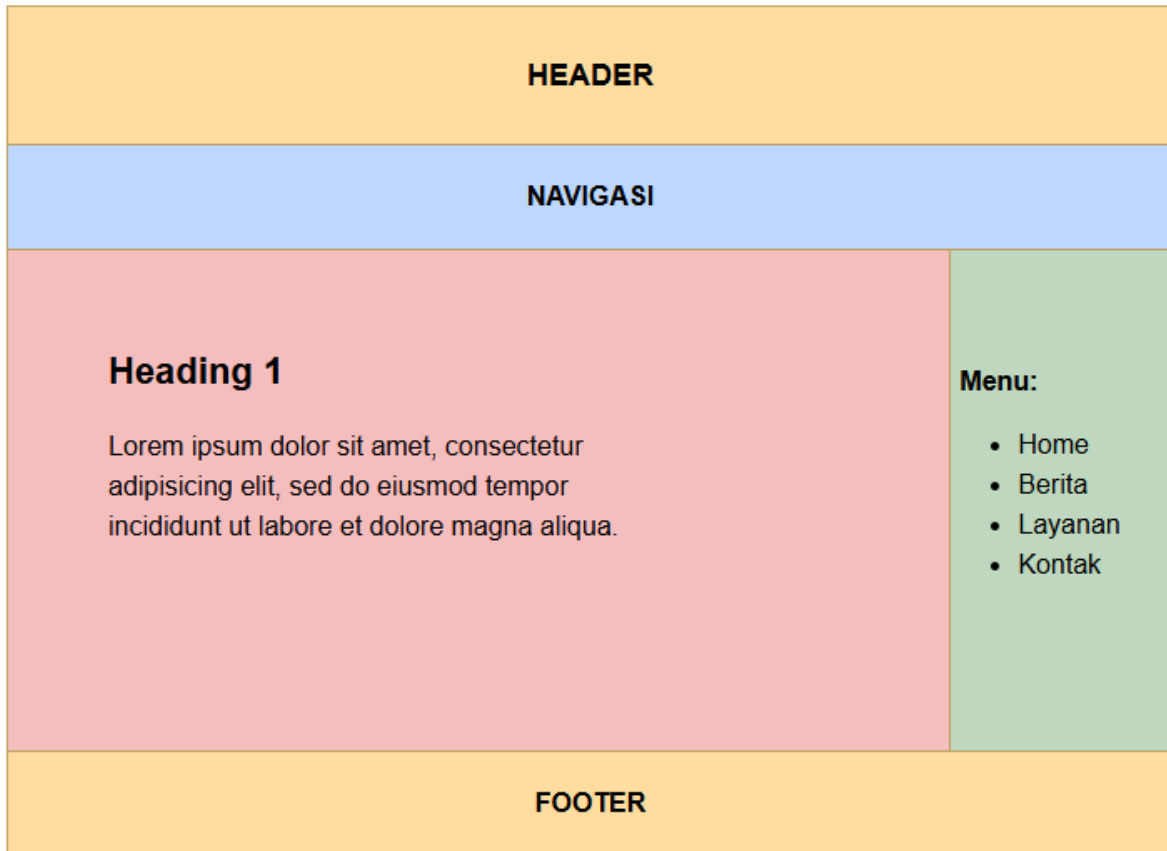 HEADER
NAVIGASI
Heading 1
Lorem ipsum dolor sit amet, consectetur
adipisicing elit, sed do eiusmod tempor
incididunt ut labore et dolore magna aliqua.
Menu:
Home
Berita
Layanan
Kontak
FOOTER